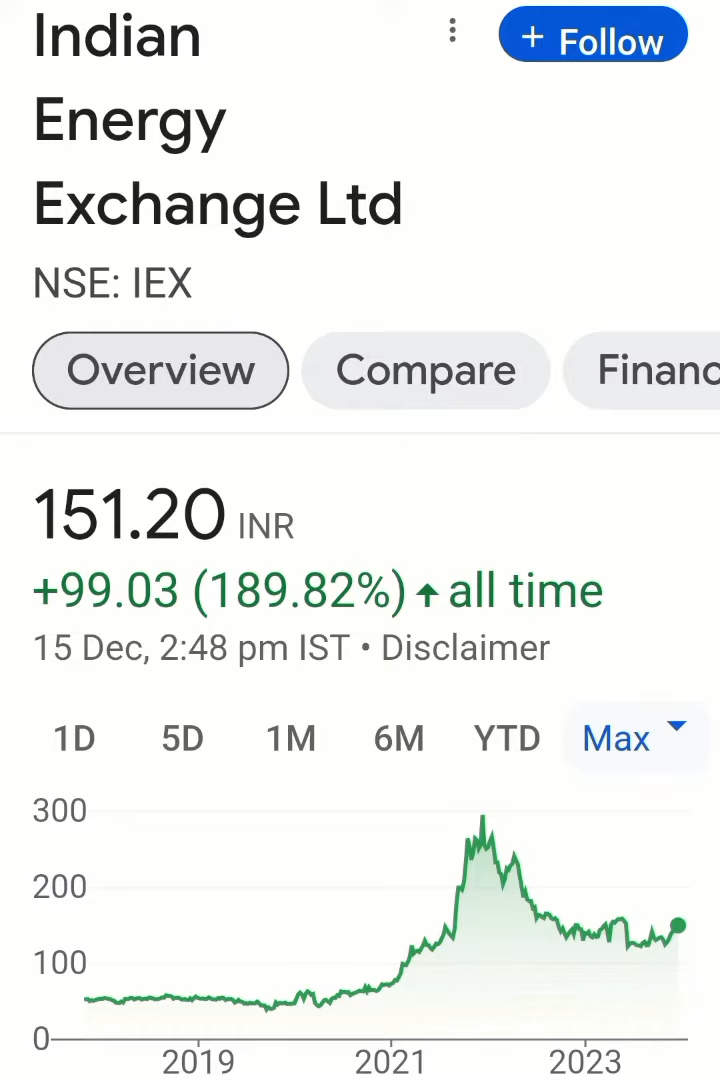 Indian
+ Follow
Energy
Exchange Ltd
NSE: IEX
Overview Compare Financ
151.20 INR
+99.03 (189.82%) ↑ all time
15 Dec, 2:48 pm IST • Disclaimer
1D 5D 1M 6M YTD Max
300
200
100
0
2019 2021 2023